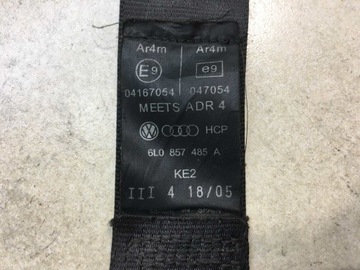 Ar4m Ar4m
E9 e9
04167054 047054
MEETS ADR 4
HCP
6L0 857 485 A
KE2
III 4 18/05